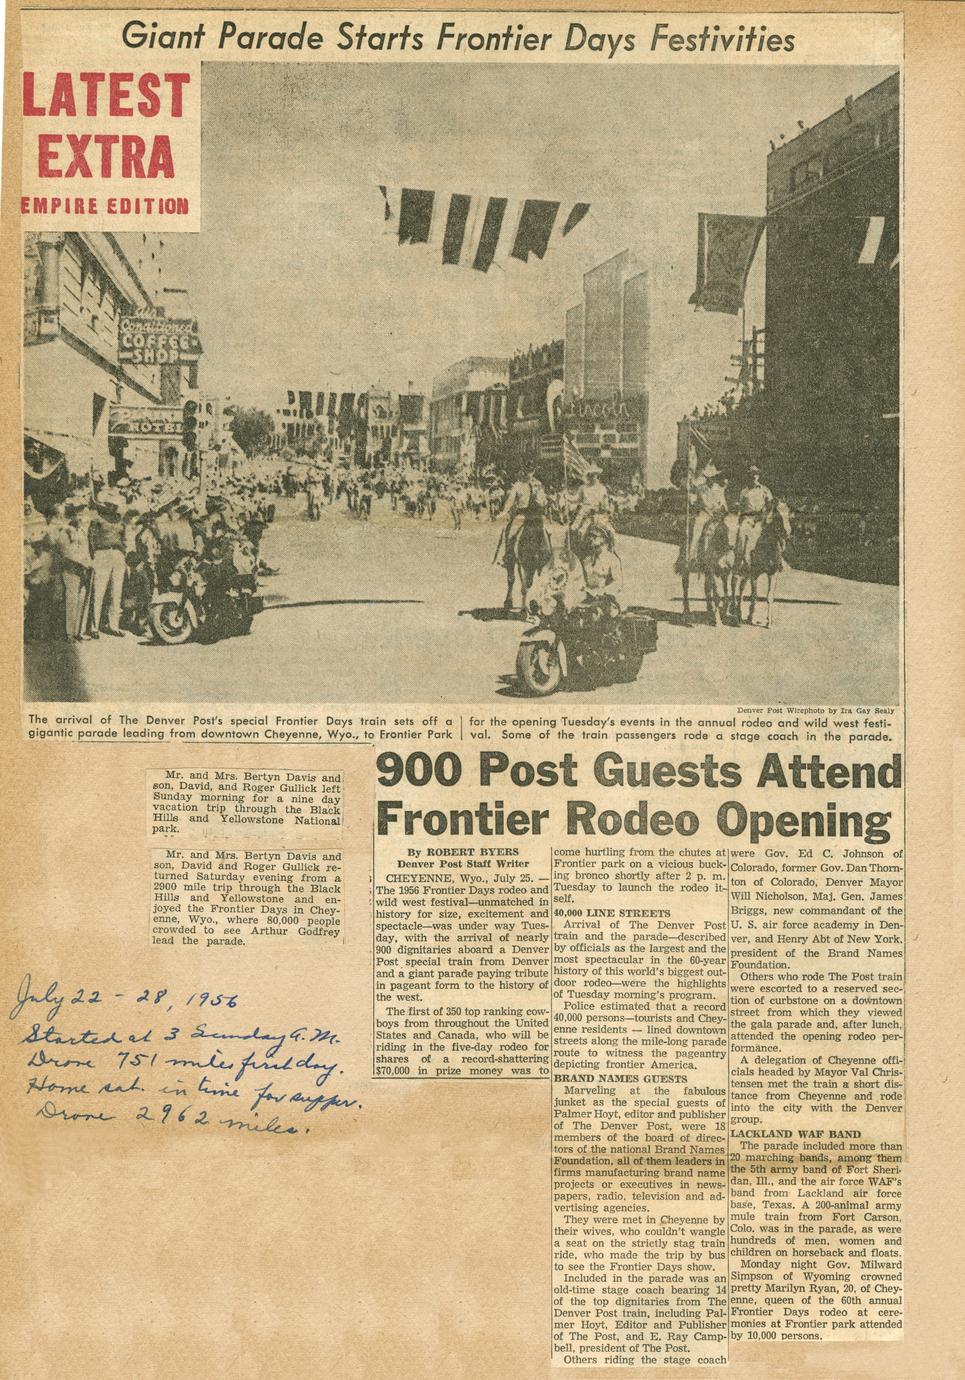 Giant Parade Starts Frontier Days Festivities
LATEST
EXTRA
EMPIRE EDITION
Air
Conditioned
COFFEE
SHOP
HOTEL
Lincoln
Denver Post Wirephoto by Ira Gay Sealy
The arrival of The Denver Post's special Frontier Days train sets off a
gigantic parade leading from downtown Cheyenne, Wyo., to Frontier Park
for the opening Tuesday's events in the annual rodeo and wild west festi-
val. Some of the train passengers rode a stage coach in the parade.
Mr. and Mrs. Bertyn Davis and
son, David, and Roger Gullick left
Sunday morning for a nine day
vacation trip through the Black
Hills and Yellowstone National
park.
Mr. and Mrs. Bertyn Davis and
son, David and Roger Gullick re-
turned Saturday evening from a
2900 mile trip through the Black
Hills and Yellowstone and en-
joyed the Frontier Days in Chey-
enne, Wyo., where 80,000 people
crowded to see Arthur Godfrey
lead the parade.
July 22 - 28, 1956
Started at 3 Sunday A.M.
Drove 751 miles first day.
Home sat. in time for supper.
Drove 2962 miles.
900 Post Guests Attend
Frontier Rodeo Opening
By ROBERT BYERS
Denver Post Staff Writer
CHEYENNE, Wyo., July 25. —
The 1956 Frontier Days rodeo and
wild west festival—unmatched in
history for size, excitement and
spectacle—was under way Tues-
day, with the arrival of nearly
900 dignitaries aboard a Denver
Post special train from Denver
and a giant parade paying tribute
in pageant form to the history of
the west.
The first of 350 top ranking cow-
boys from throughout the United
States and Canada, who will be
riding in the five-day rodeo for
shares of a record-shattering
$70,000 in prize money was to
come hurtling from the chutes at
Frontier park on a vicious buck-
ing bronco shortly after 2 p. m.
Tuesday to launch the rodeo it-
self.
40,000 LINE STREETS
Arrival of The Denver Post
train and the parade—described
by officials as the largest and the
most spectacular in the 60-year
history of this world's biggest out-
door rodeo—were the highlights
of Tuesday morning's program.
Police estimated that a record
40,000 persons—tourists and Chey-
enne residents — lined downtown
streets along the mile-long parade
route to witness the pageantry
depicting frontier America.
BRAND NAMES GUESTS
Marveling at the fabulous
junket as the special guests of
Palmer Hoyt, editor and publisher
of The Denver Post, were 18
members of the board of direc-
tors of the national Brand Names
Foundation, all of them leaders in
firms manufacturing brand name
projects or executives in news-
papers, radio, television and ad-
vertising agencies.
They were met in Cheyenne by
their wives, who couldn't wangle
a seat on the strictly stag train
ride, who made the trip by bus
to see the Frontier Days show.
Included in the parade was an
old-time stage coach bearing 14
of the top dignitaries from The
Denver Post train, including Pal-
mer Hoyt, Editor and Publisher
of The Post, and E. Ray Camp-
bell, president of The Post.
Others riding the stage coach
were Gov. Ed C. Johnson of
Colorado, former Gov. Dan Thorn-
ton of Colorado, Denver Mayor
Will Nicholson, Maj. Gen. James
Briggs, new commandant of the
U. S. air force academy in Den-
ver, and Henry Abt of New York,
president of the Brand Names
Foundation.
Others who rode The Post train
were escorted to a reserved sec-
tion of curbstone on a downtown
street from which they viewed
the gala parade and, after lunch,
attended the opening rodeo per-
formance.
A delegation of Cheyenne offi-
cials headed by Mayor Val Chris-
tensen met the train a short dis-
tance from Cheyenne and rode
into the city with the Denver
group.
LACKLAND WAF BAND
The parade included more than
20 marching bands, among them
the 5th army band of Fort Sheri-
dan, Ill., and the air force WAF's
band from Lackland air force
base, Texas. A 200-animal army
mule train from Fort Carson,
Colo. was in the parade, as were
hundreds of men, women and
children on horseback and floats.
Monday night Gov. Milward
Simpson of Wyoming crowned
pretty Marilyn Ryan, 20, of Chey-
enne, queen of the 60th annual
Frontier Days rodeo at cere-
monies at Frontier park attended
by 10,000 persons.